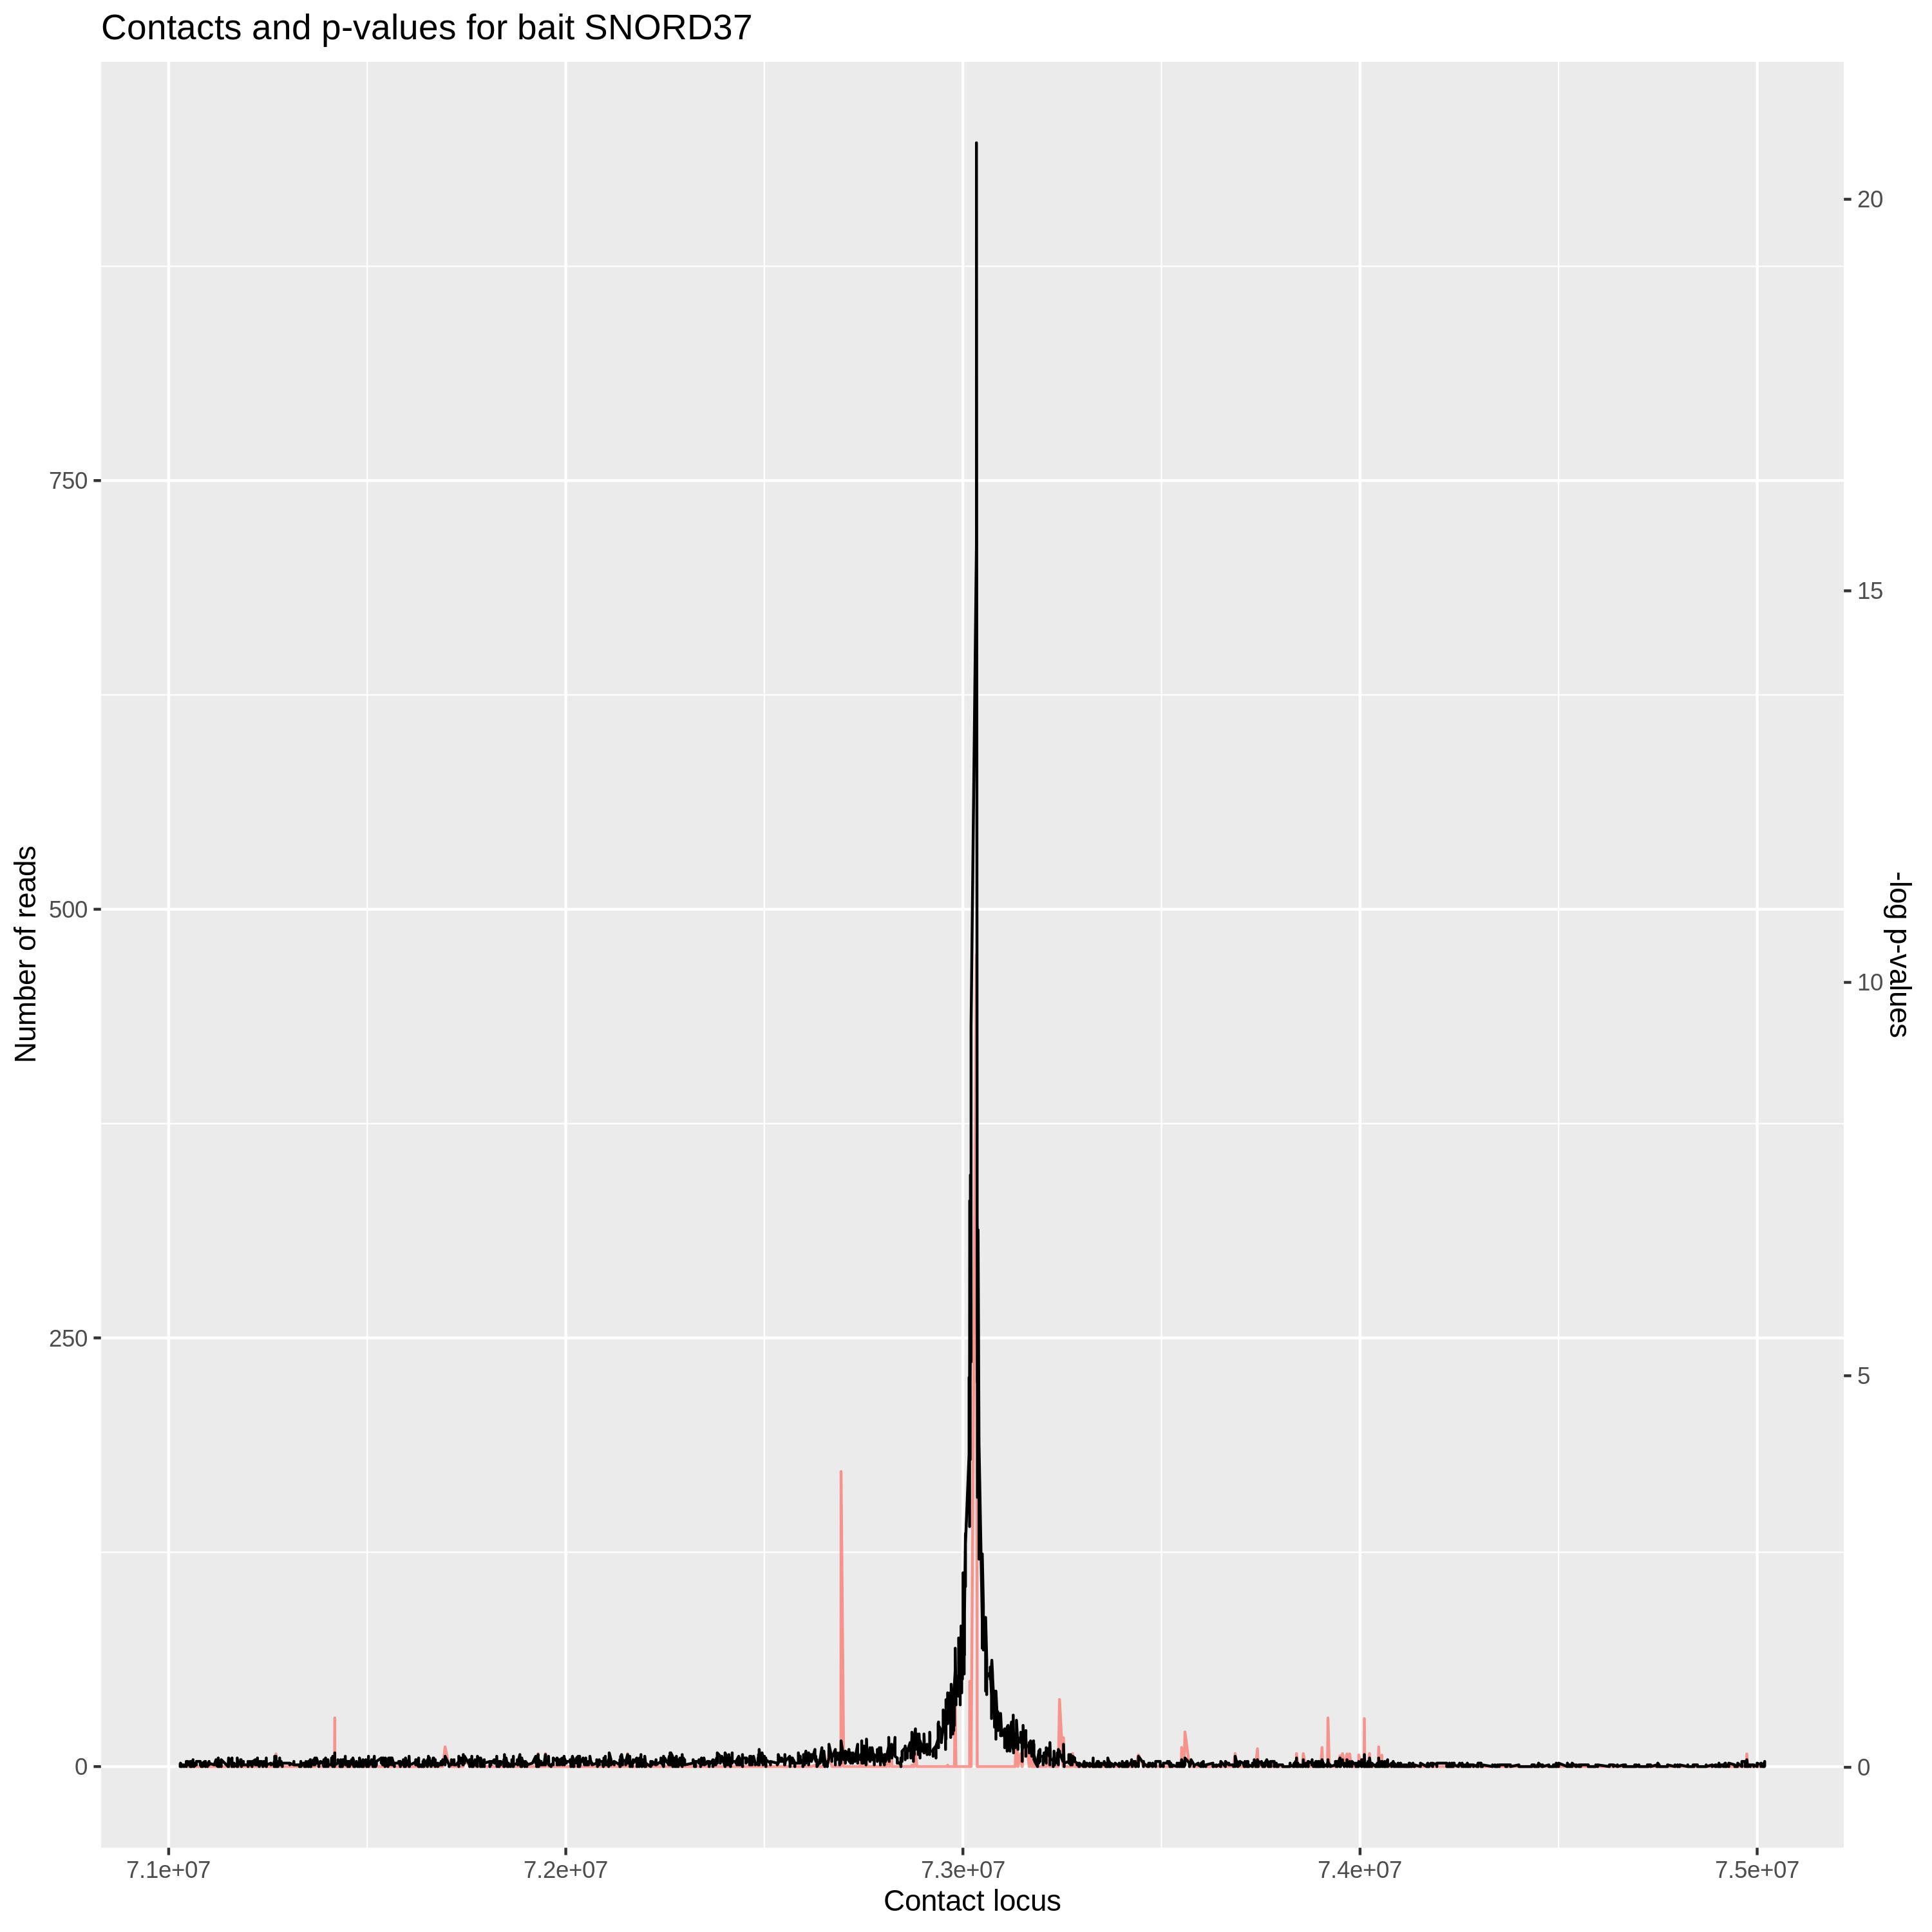 Contacts and p-values for bait SNORD37
Number of reads
750
500
250
0
20
15
10
5
0
-log p-values
7.1e+07 7.2e+07 7.3e+07 7.4e+07 7.5e+07
Contact locus